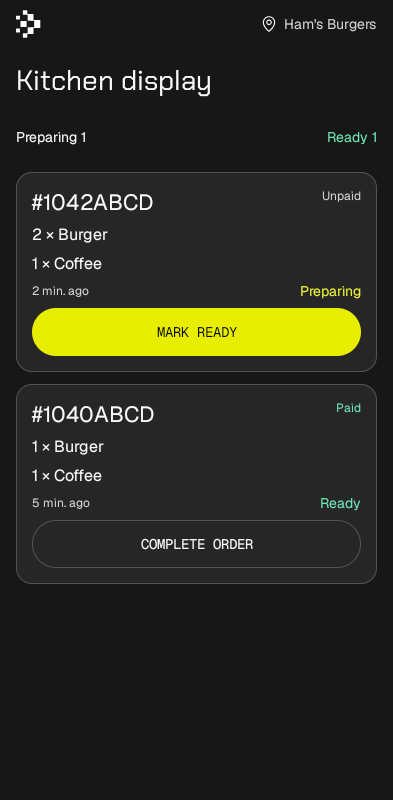 Ham's Burgers
Kitchen display
Preparing 1
Ready 1
#1042ABCD
Unpaid
2 × Burger
1 × Coffee
2 min. ago
Preparing
MARK READY
#1040ABCD
Paid
1 × Burger
1 × Coffee
5 min. ago
Ready
COMPLETE ORDER